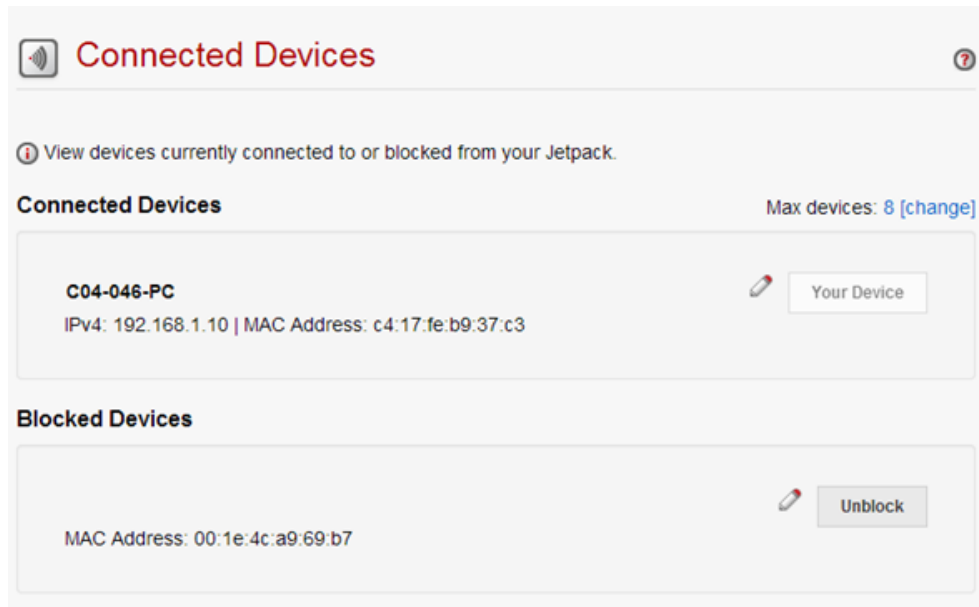 Connected Devices
View devices currently connected to or blocked from your Jetpack.
Connected Devices
Max devices: 8 [change]
C04-046-PC
Your Device
IPv4: 192.168.1.10 | MAC Address: c4:17:fe:b9:37:c3
Blocked Devices
Unblock
MAC Address: 00:1e:4c:a9:69:b7